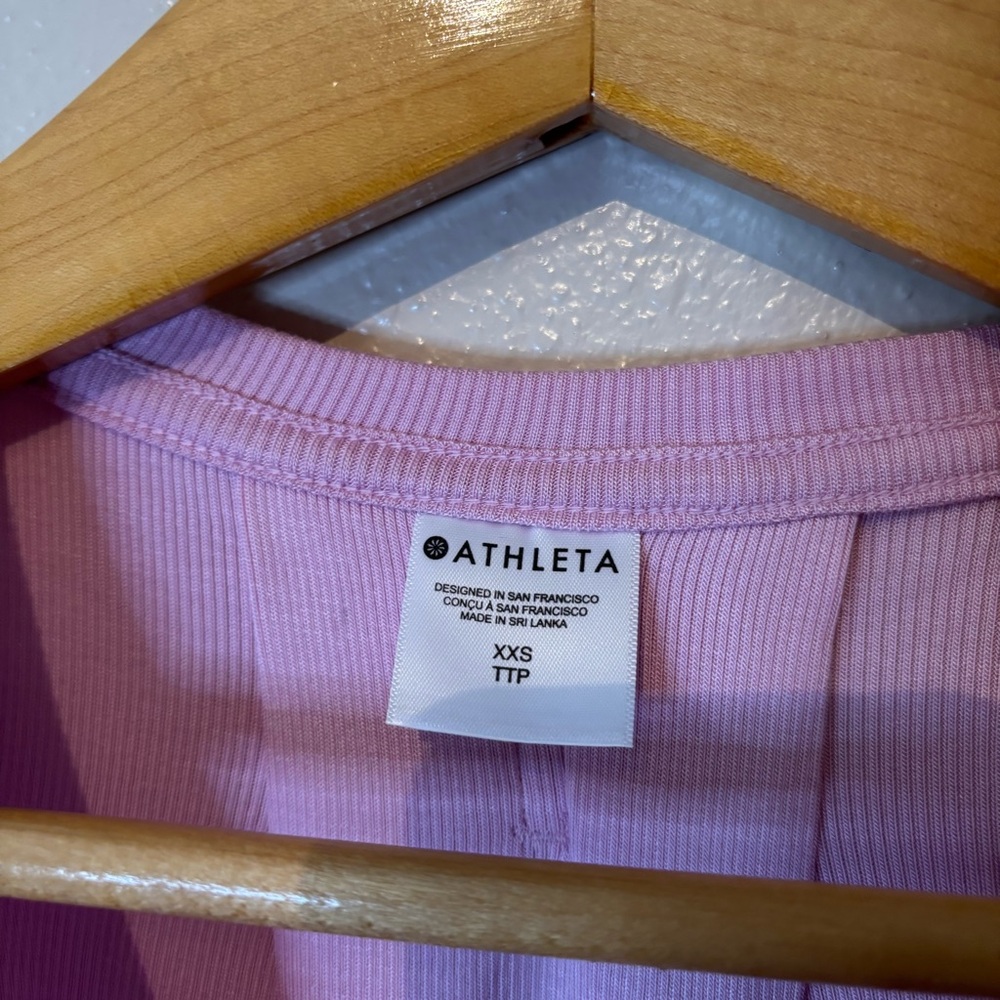 ATHLETA
DESIGNED IN SAN FRANCISCO
CONÇU À SAN FRANCISCO
MADE IN SRI LANKA
XXS
TTP